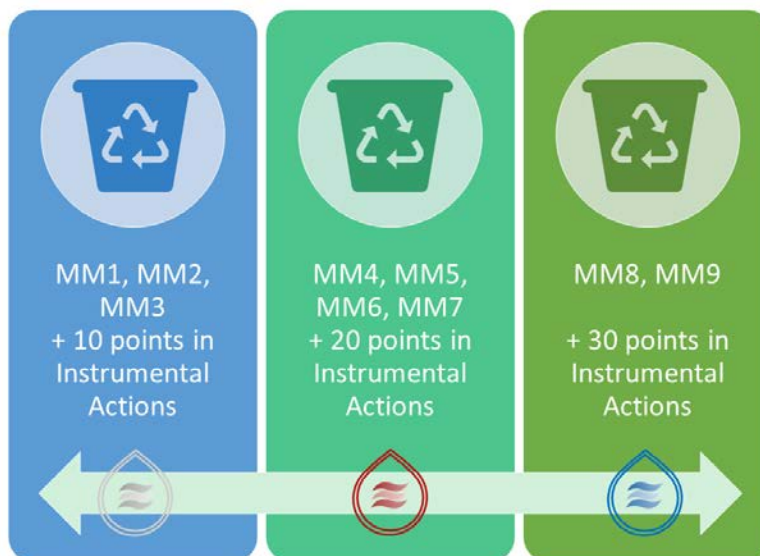 MM1, MM2,
MM3
+ 10 points in
Instrumental
Actions
MM4, MM5,
MM6, MM7
+ 20 points in
Instrumental
Actions
MM8, MM9
+ 30 points in
Instrumental
Actions